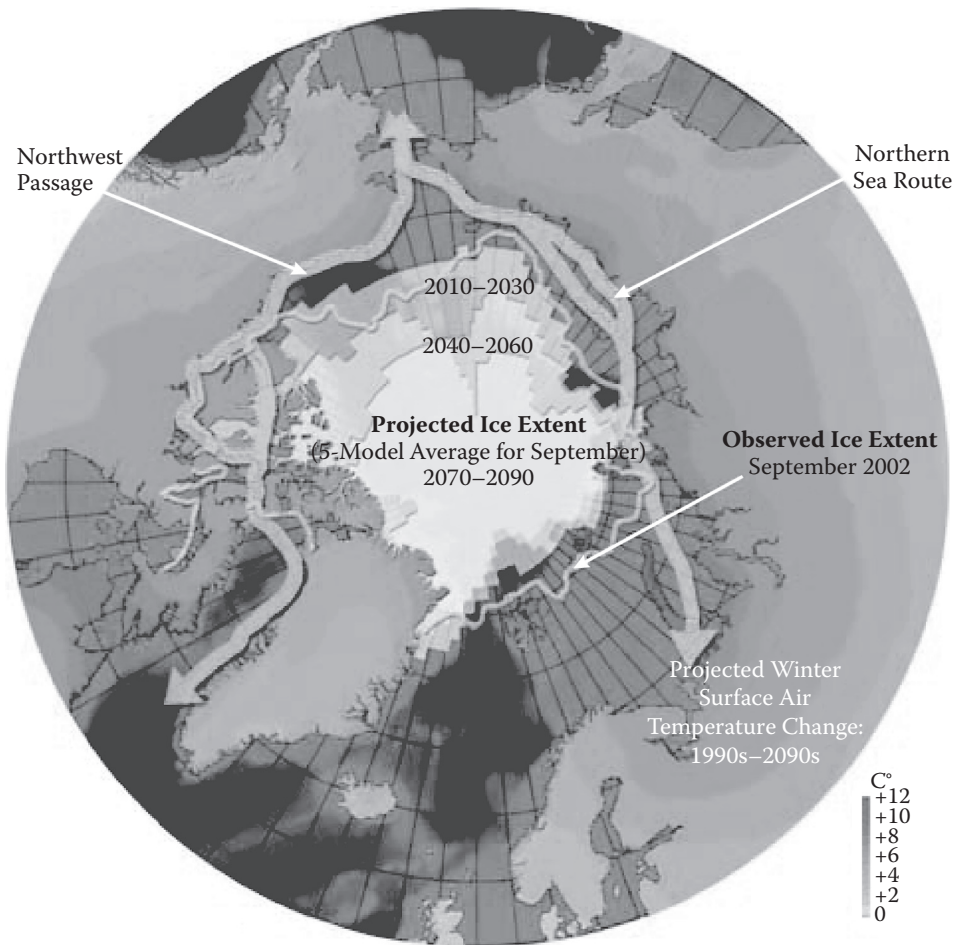 Northwest
Passage
Northern
Sea Route
2010–2030
2040–2060
Projected Ice Extent
(5-Model Average for September)
2070–2090
Observed Ice Extent
September 2002
Projected Winter
Surface Air
Temperature Change:
1990s–2090s
C°
+12
+10
+8
+6
+4
+2
0